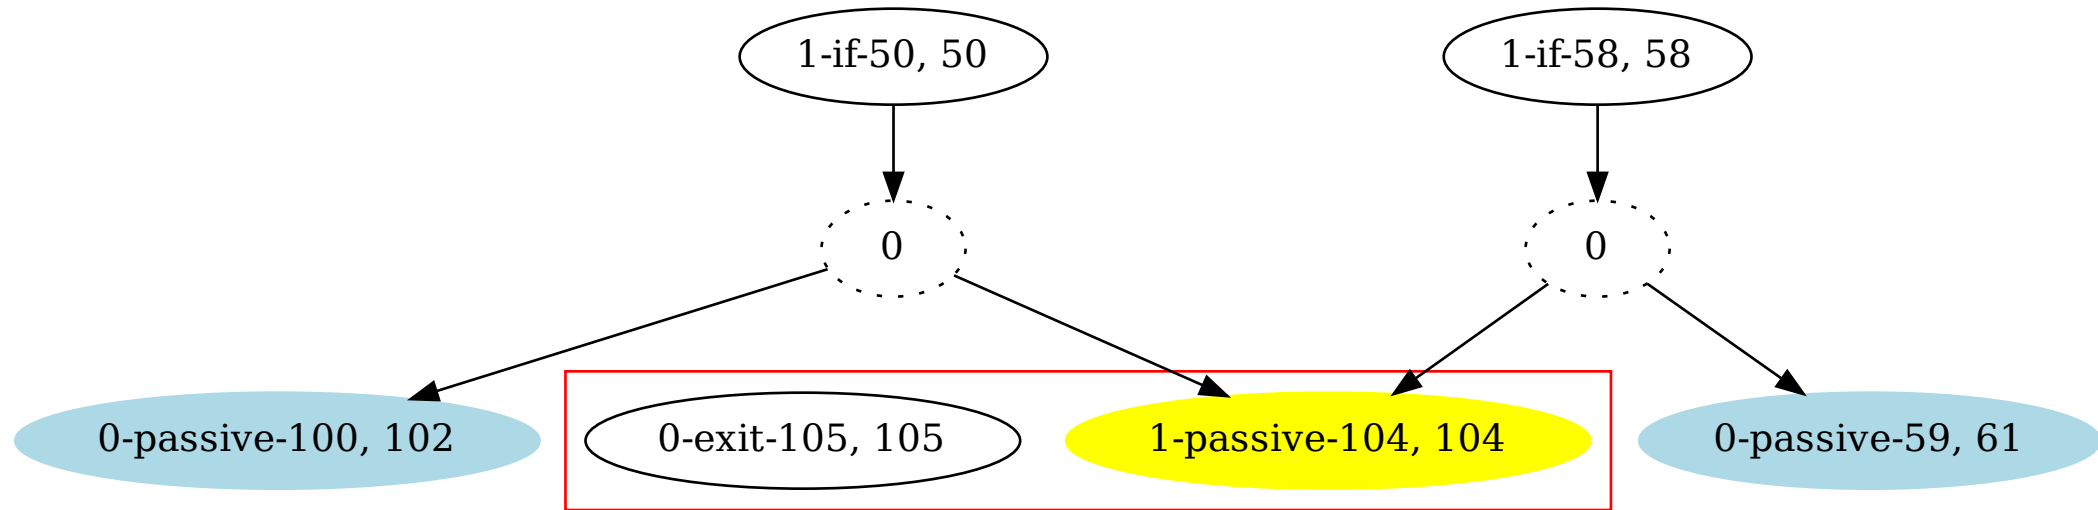 1-if-50, 50
1-if-58, 58
0
0
0-passive-100, 102
0-exit-105, 105
1-passive-104, 104
0-passive-59, 61